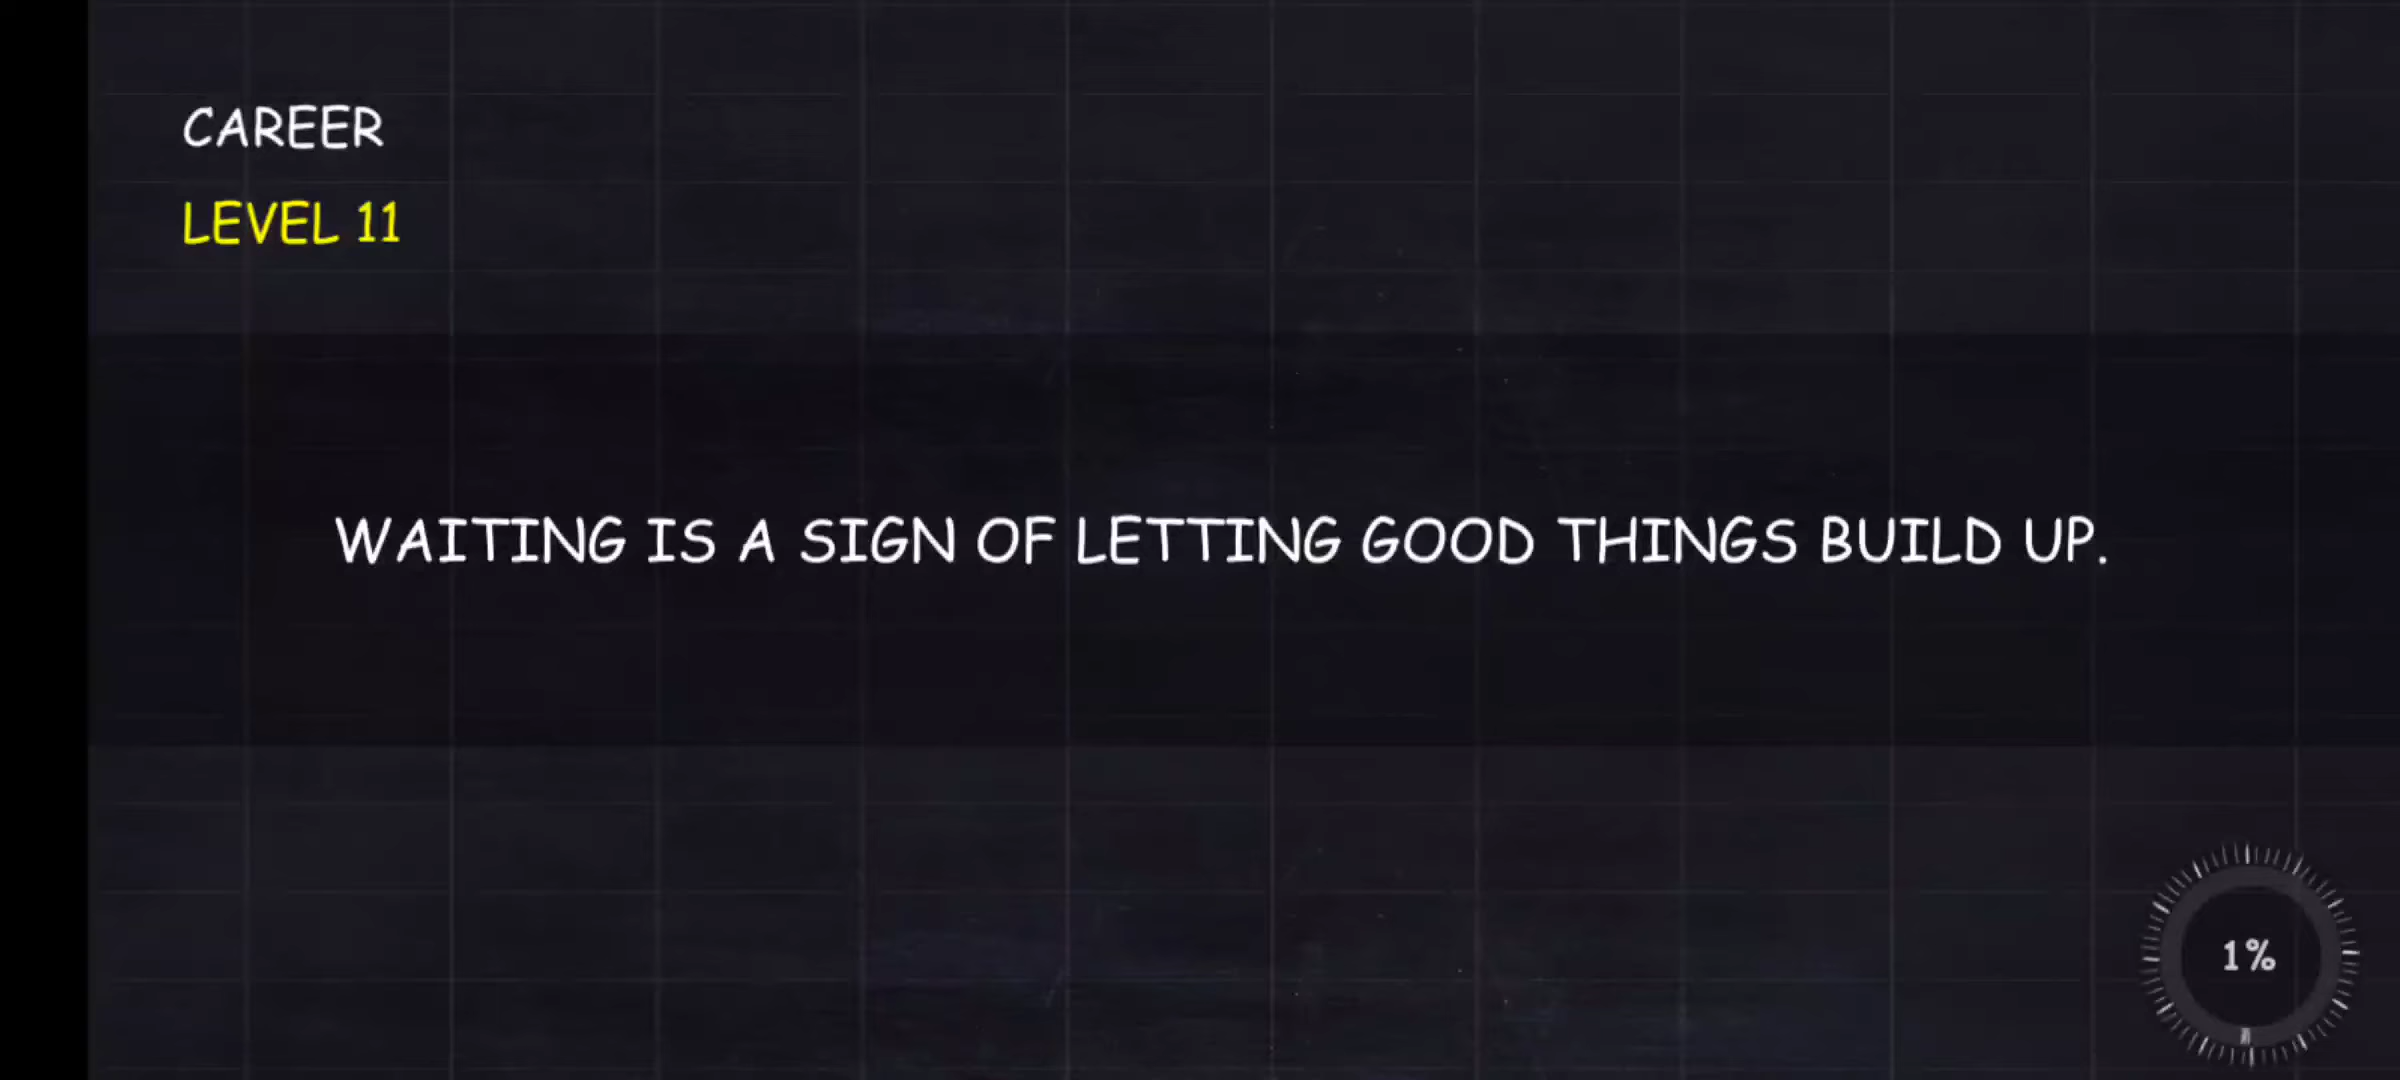 CAREER
LEVEL 11
WAITING IS A SIGN OF LETTING GOOD THINGS BUILD UP.
1%